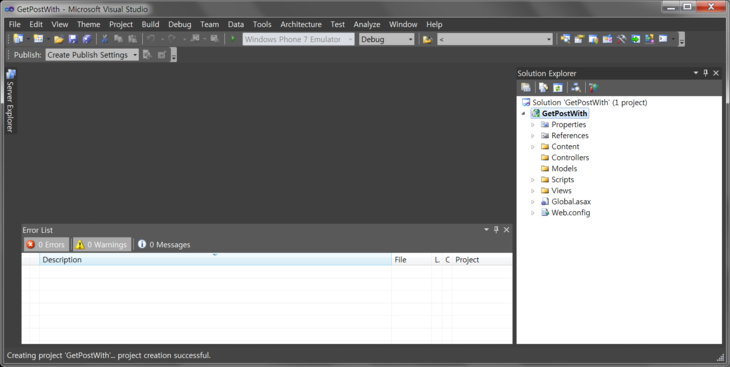 GetPostWith - Microsoft Visual Studio
File Edit View Theme Project Build Debug Team Data Tools Architecture Test Analyze Window Help
Windows Phone 7 Emulator Debug <
Publish: Create Publish Settings
Server Explorer
Solution Explorer
Solution 'GetPostWith' (1 project)
GetPostWith
Properties
References
Content
Controllers
Models
Scripts
Views
Global.asax
Web.config
Error List
0 Errors 0 Warnings 0 Messages
Description File L C Project
Creating project 'GetPostWith'... project creation successful.